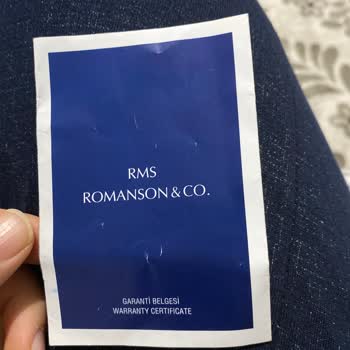 RMS
ROMANSON & CO.
GARANTİ BELGESİ
WARRANTY CERTIFICATE